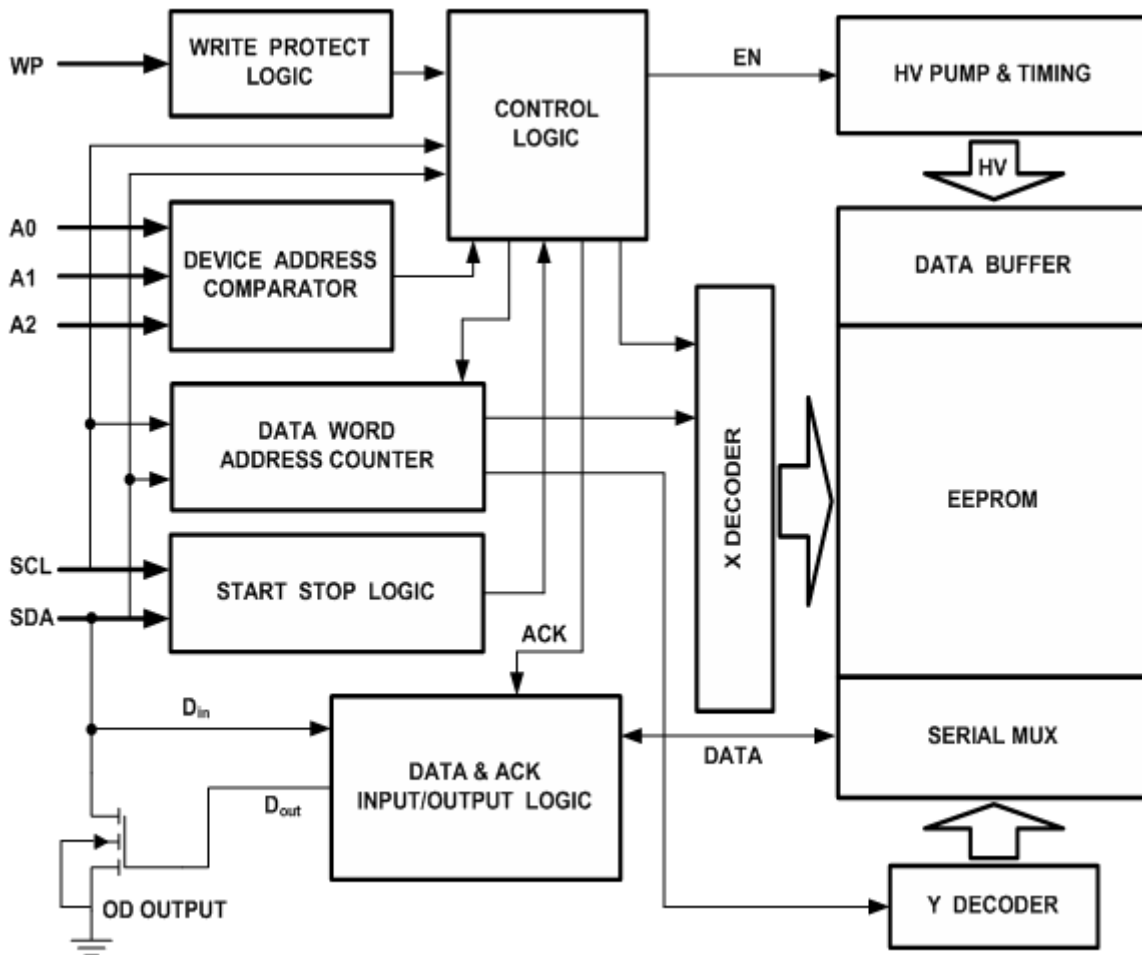 WP
WRITE PROTECT
LOGIC
CONTROL
LOGIC
EN
HV PUMP & TIMING
HV
A0
A1
A2
DEVICE ADDRESS
COMPARATOR
DATA BUFFER
DATA WORD
ADDRESS COUNTER
X DECODER
EEPROM
SCL
SDA
START STOP LOGIC
ACK
Din
DATA & ACK
INPUT/OUTPUT LOGIC
Dout
DATA
SERIAL MUX
OD OUTPUT
Y DECODER